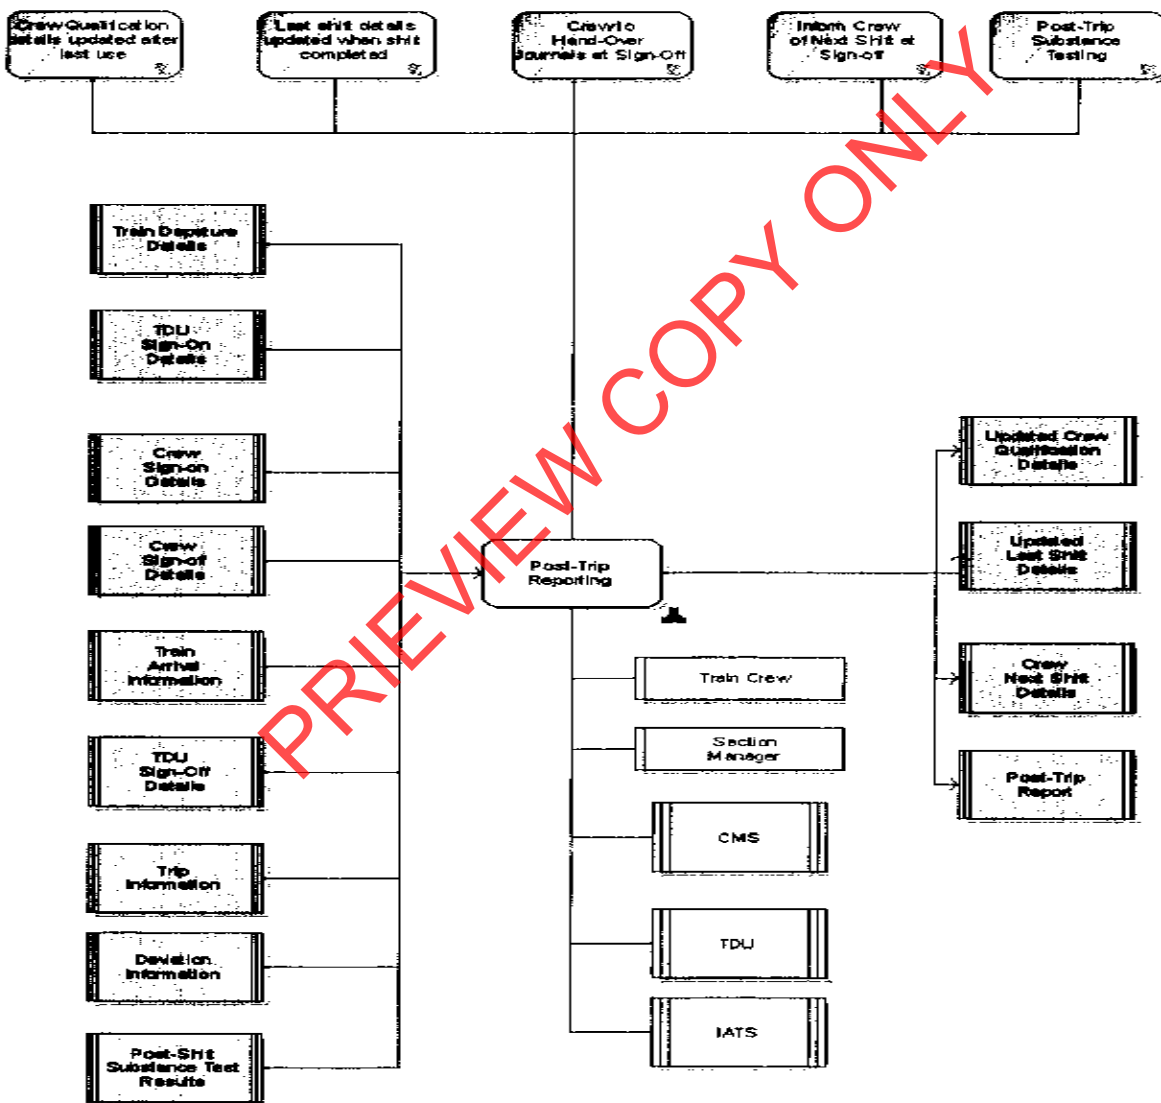 Crew Qualification
details updated after
last use
Last shift details
updated when shift
completed
Crew to
Hand-Over
Journals at Sign-Off
Inform Crew
of Next Shift at
Sign-off
Post-Trip
Substance
Testing
Train Depature
Details
TDU
Sign-On
Details
Crew
Sign-on
Details
Crew
Sign-off
Details
Train
Arrival
Information
TDU
Sign-Off
Details
Trip
Information
Deviation
Information
Post-Shift
Substance Test
Results
Post-Trip
Reporting
Train Crew
Section
Manager
CMS
TDU
IATS
Updated Crew
Qualification
Details
Updated
Last Shift
Details
Crew
Next Shift
Details
Post-Trip
Report
PRIEVIEW COPY ONLY